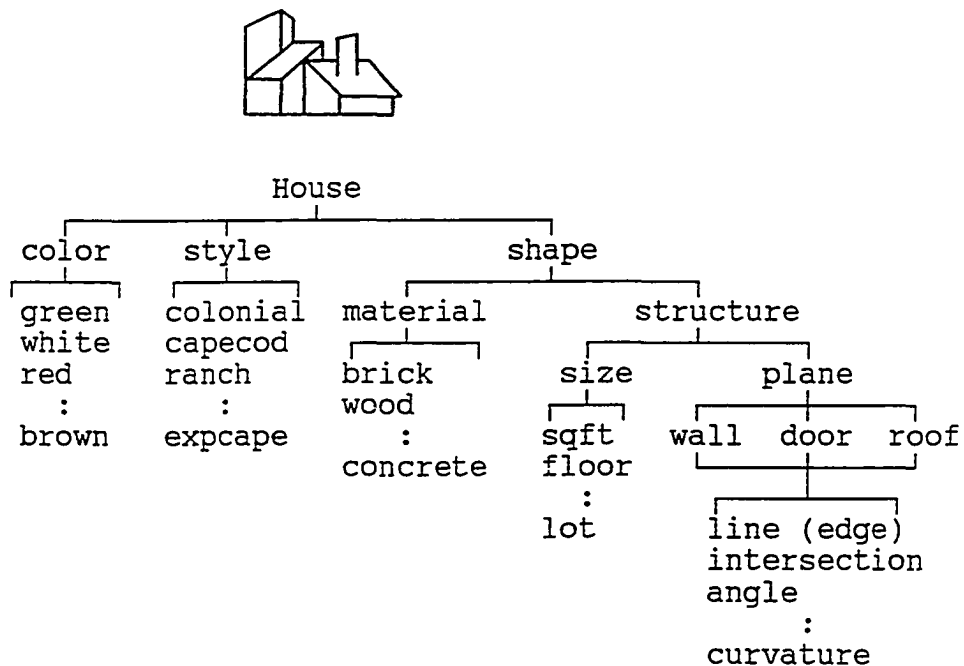 House
color style shape
green colonial material structure
white capecod
red ranch brick size plane
: : wood
brown expcape : sqft wall door roof
concrete floor
:
lot line (edge)
intersection
angle
:
curvature